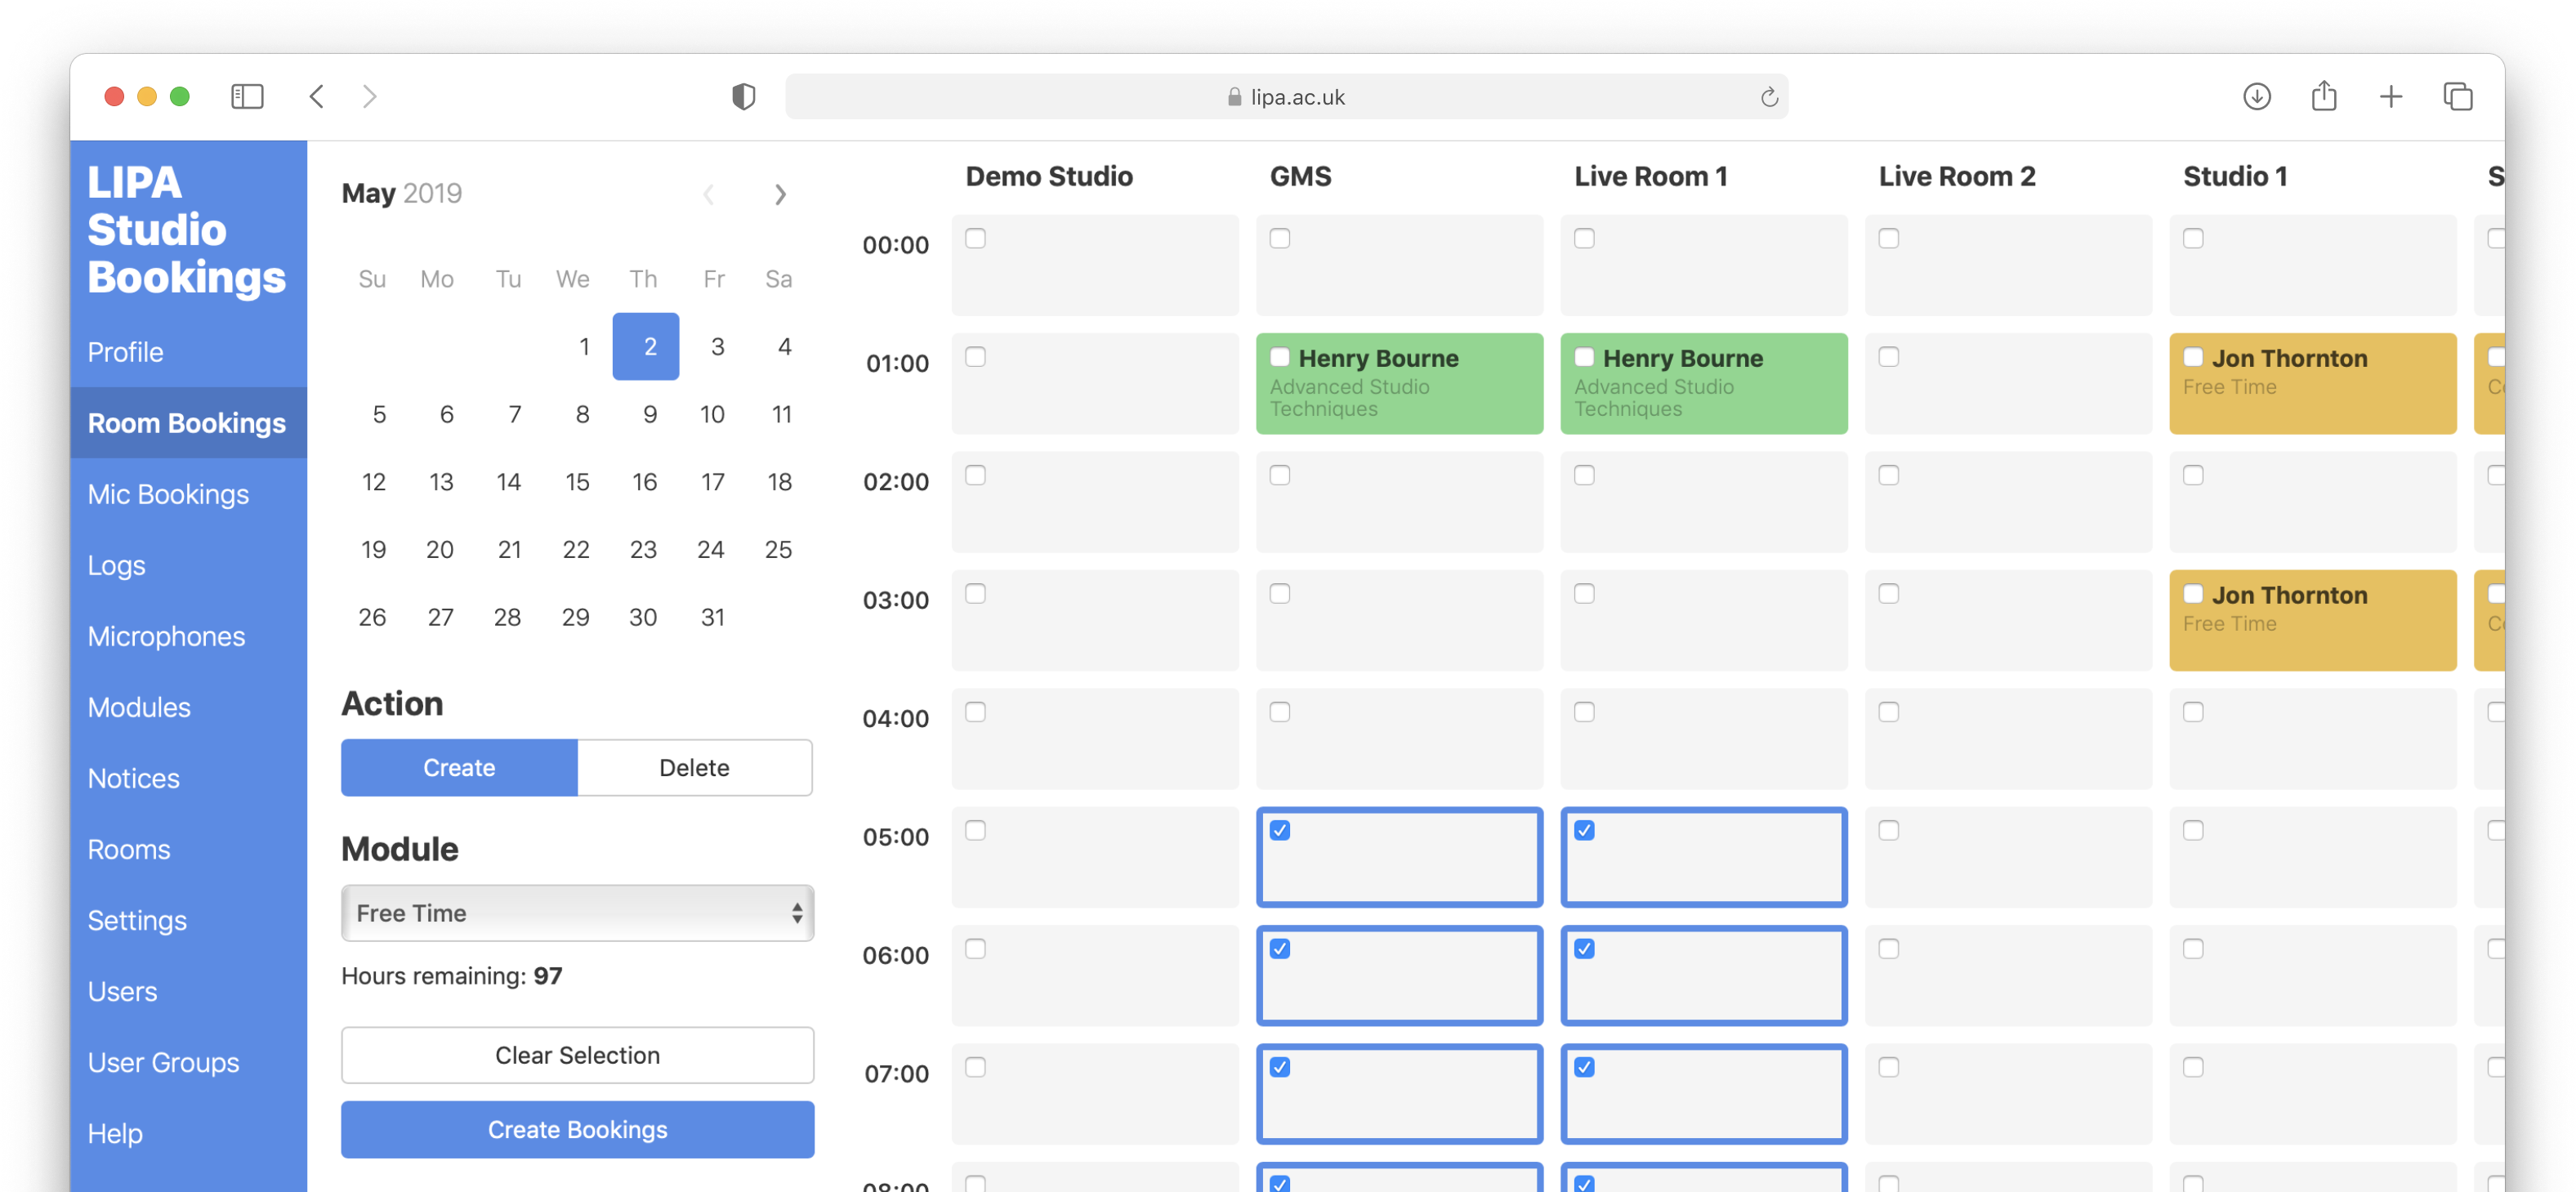 lipa.ac.uk
LIPA
Studio
Bookings
Profile
Room Bookings
Mic Bookings
Logs
Microphones
Modules
Notices
Rooms
Settings
Users
User Groups
Help
May 2019
Su Mo Tu We Th Fr Sa
1 2 3 4
5 6 7 8 9 10 11
12 13 14 15 16 17 18
19 20 21 22 23 24 25
26 27 28 29 30 31
Action
Create Delete
Module
Free Time
Hours remaining: 97
Clear Selection
Create Bookings
Demo Studio GMS Live Room 1 Live Room 2 Studio 1
00:00
01:00
Henry Bourne
Advanced Studio
Techniques
Henry Bourne
Advanced Studio
Techniques
Jon Thornton
Free Time
02:00
03:00
Jon Thornton
Free Time
04:00
05:00
06:00
07:00
08:00